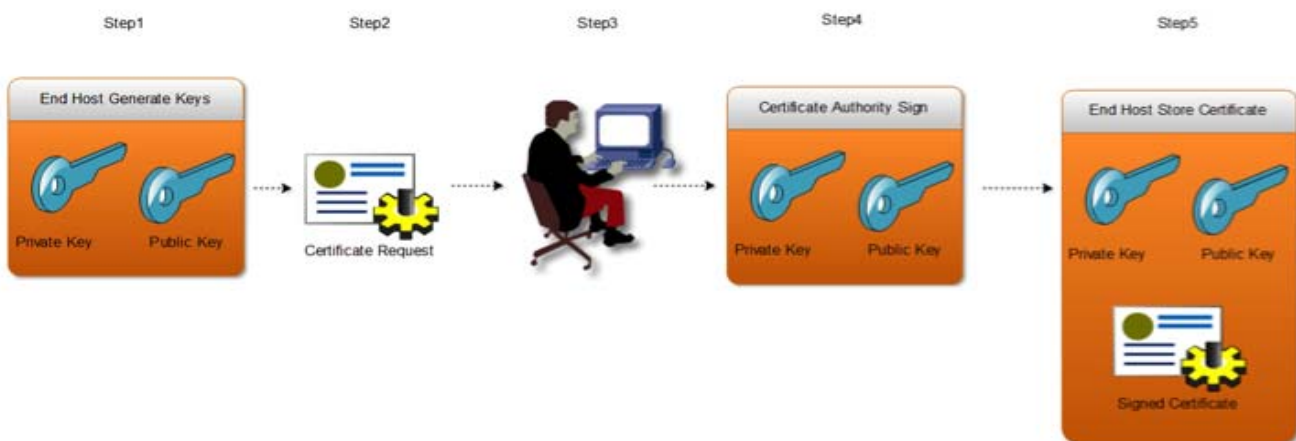 Step1
Step2
Step3
Step4
Step5
End Host Generate Keys
Private Key
Public Key
Certificate Request
Certificate Authority Sign
Private Key
Public Key
End Host Store Certificate
Private Key
Public Key
Signed Certificate